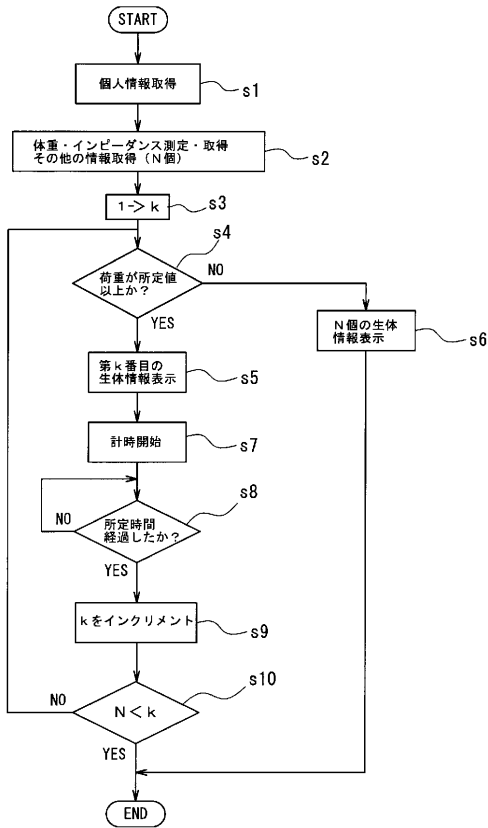 START
個人情報取得
s1
体重・インピーダンス測定・取得
その他の情報取得（N個）
s2
1->k
s3
s4
荷重が所定値
以上か？
NO
YES
N個の生体
情報表示
s6
第k番目の
生体情報表示
s5
計時開始
s7
s8
NO
所定時間
経過したか？
YES
kをインクリメント
s9
s10
NO
N<k
YES
END